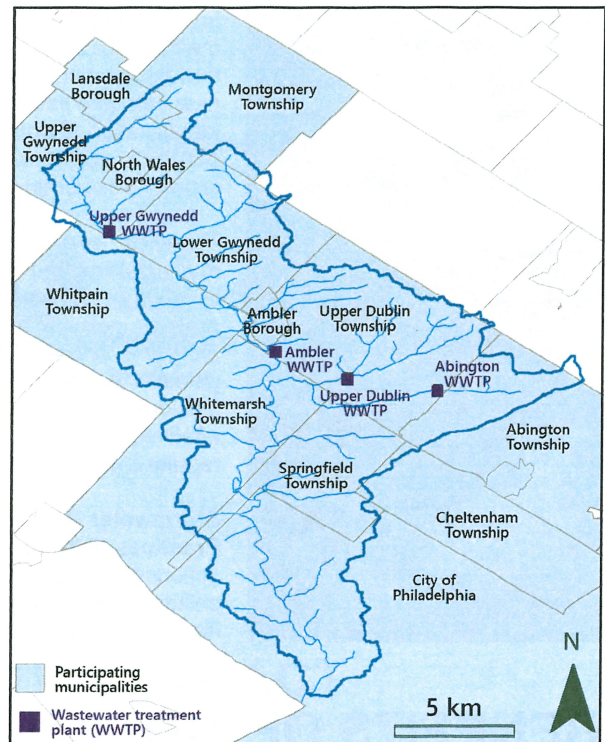 Lansdale
Borough
Montgomery
Township
Upper
Gwynedd
Township
North Wales
Borough
Upper Gwynedd
WWTP
Lower Gwynedd
Township
Whitpain
Township
Ambler
Borough
Upper Dublin
Township
Ambler
WWTP
Abington
WWTP
Upper Dublin
WWTP
Whitemarsh
Township
Abington
Township
Springfield
Township
Cheltenham
Township
City of
Philadelphia
N
Participating
municipalities
Wastewater treatment
plant (WWTP)
5 km